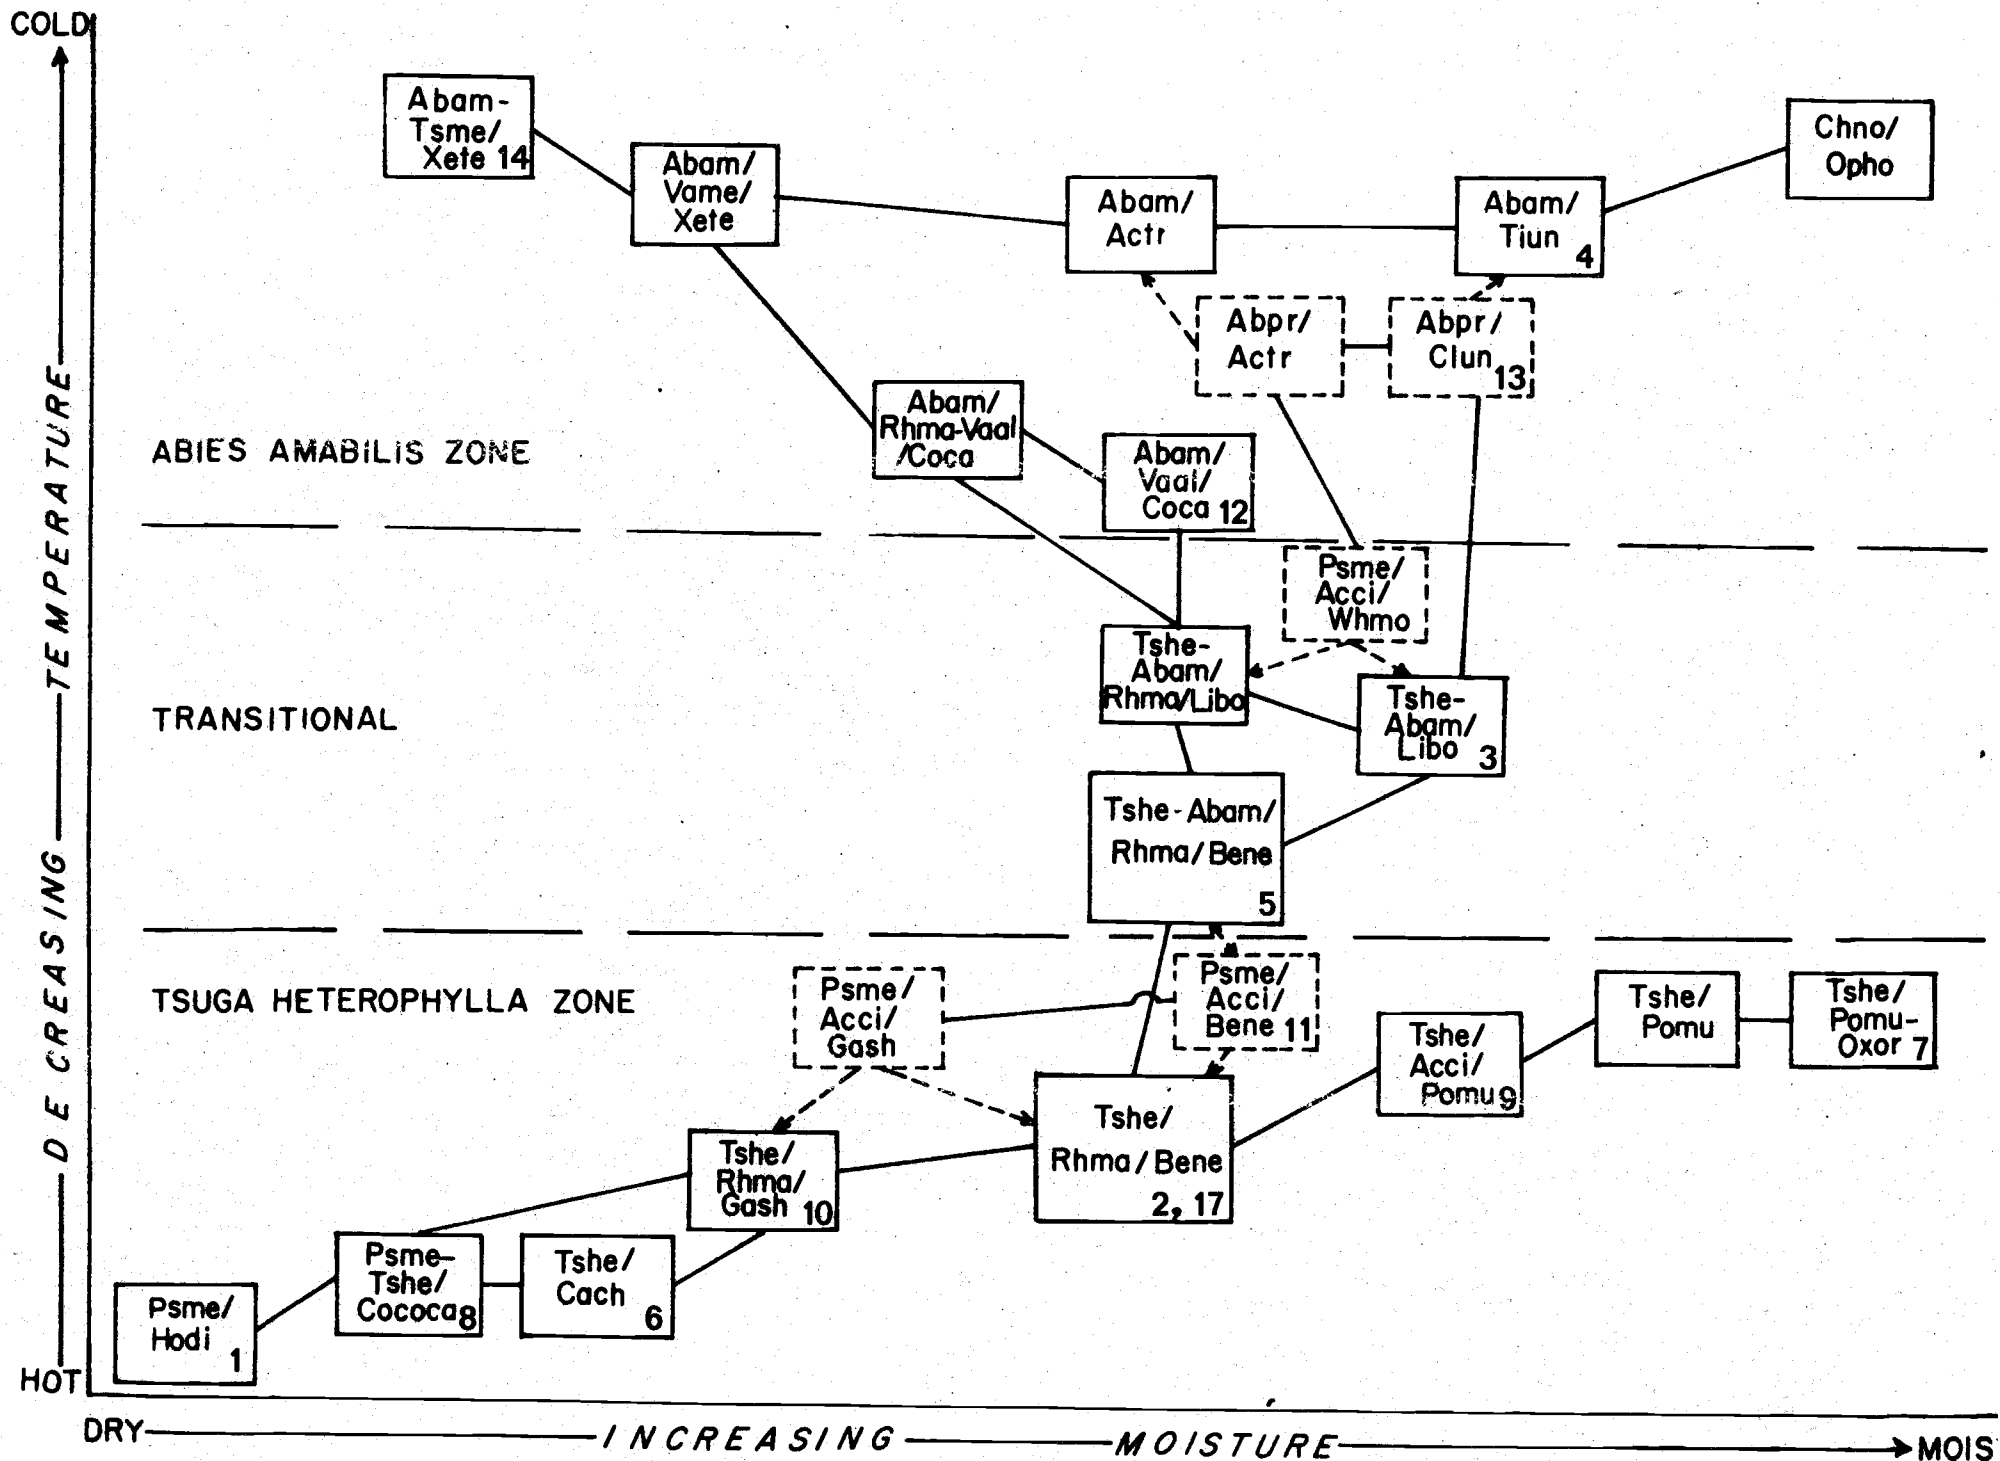 COLD
Abam-
Tsme/
Xete 14
Abam/
Vame/
Xete
Abam/
Actr
Abam/
Tiun
4
Chno/
Opho
Abpr/
Actr
Abpr/
Clun
13
Abam/
Rhma-Vaal
/Coca
Abam/
Vaal/
Coca 12
ABIES AMABILIS ZONE
Psme/
Acci/
Whmo
Tshe-
Abam/
Rhma/Libo
Tshe-
Abam/
Libo 3
TRANSITIONAL
Tshe-Abam/
Rhma/Bene
5
TSUGA HETEROPHYLLA ZONE
Psme/
Acci/
Gash
Psme/
Acci/
Bene 11
Tshe/
Acci/
Pomu 9
Tshe/
Pomu
Tshe/
Pomu-
Oxor 7
Tshe/
Rhma/
Gash 10
Tshe/
Rhma/Bene
2, 17
Psme-
Tshe/
Cococa 8
Tshe/
Cach
6
Psme/
Hodi
1
DECREASING TEMPERATURE
HOT
DRY INCREASING MOISTURE MOIS